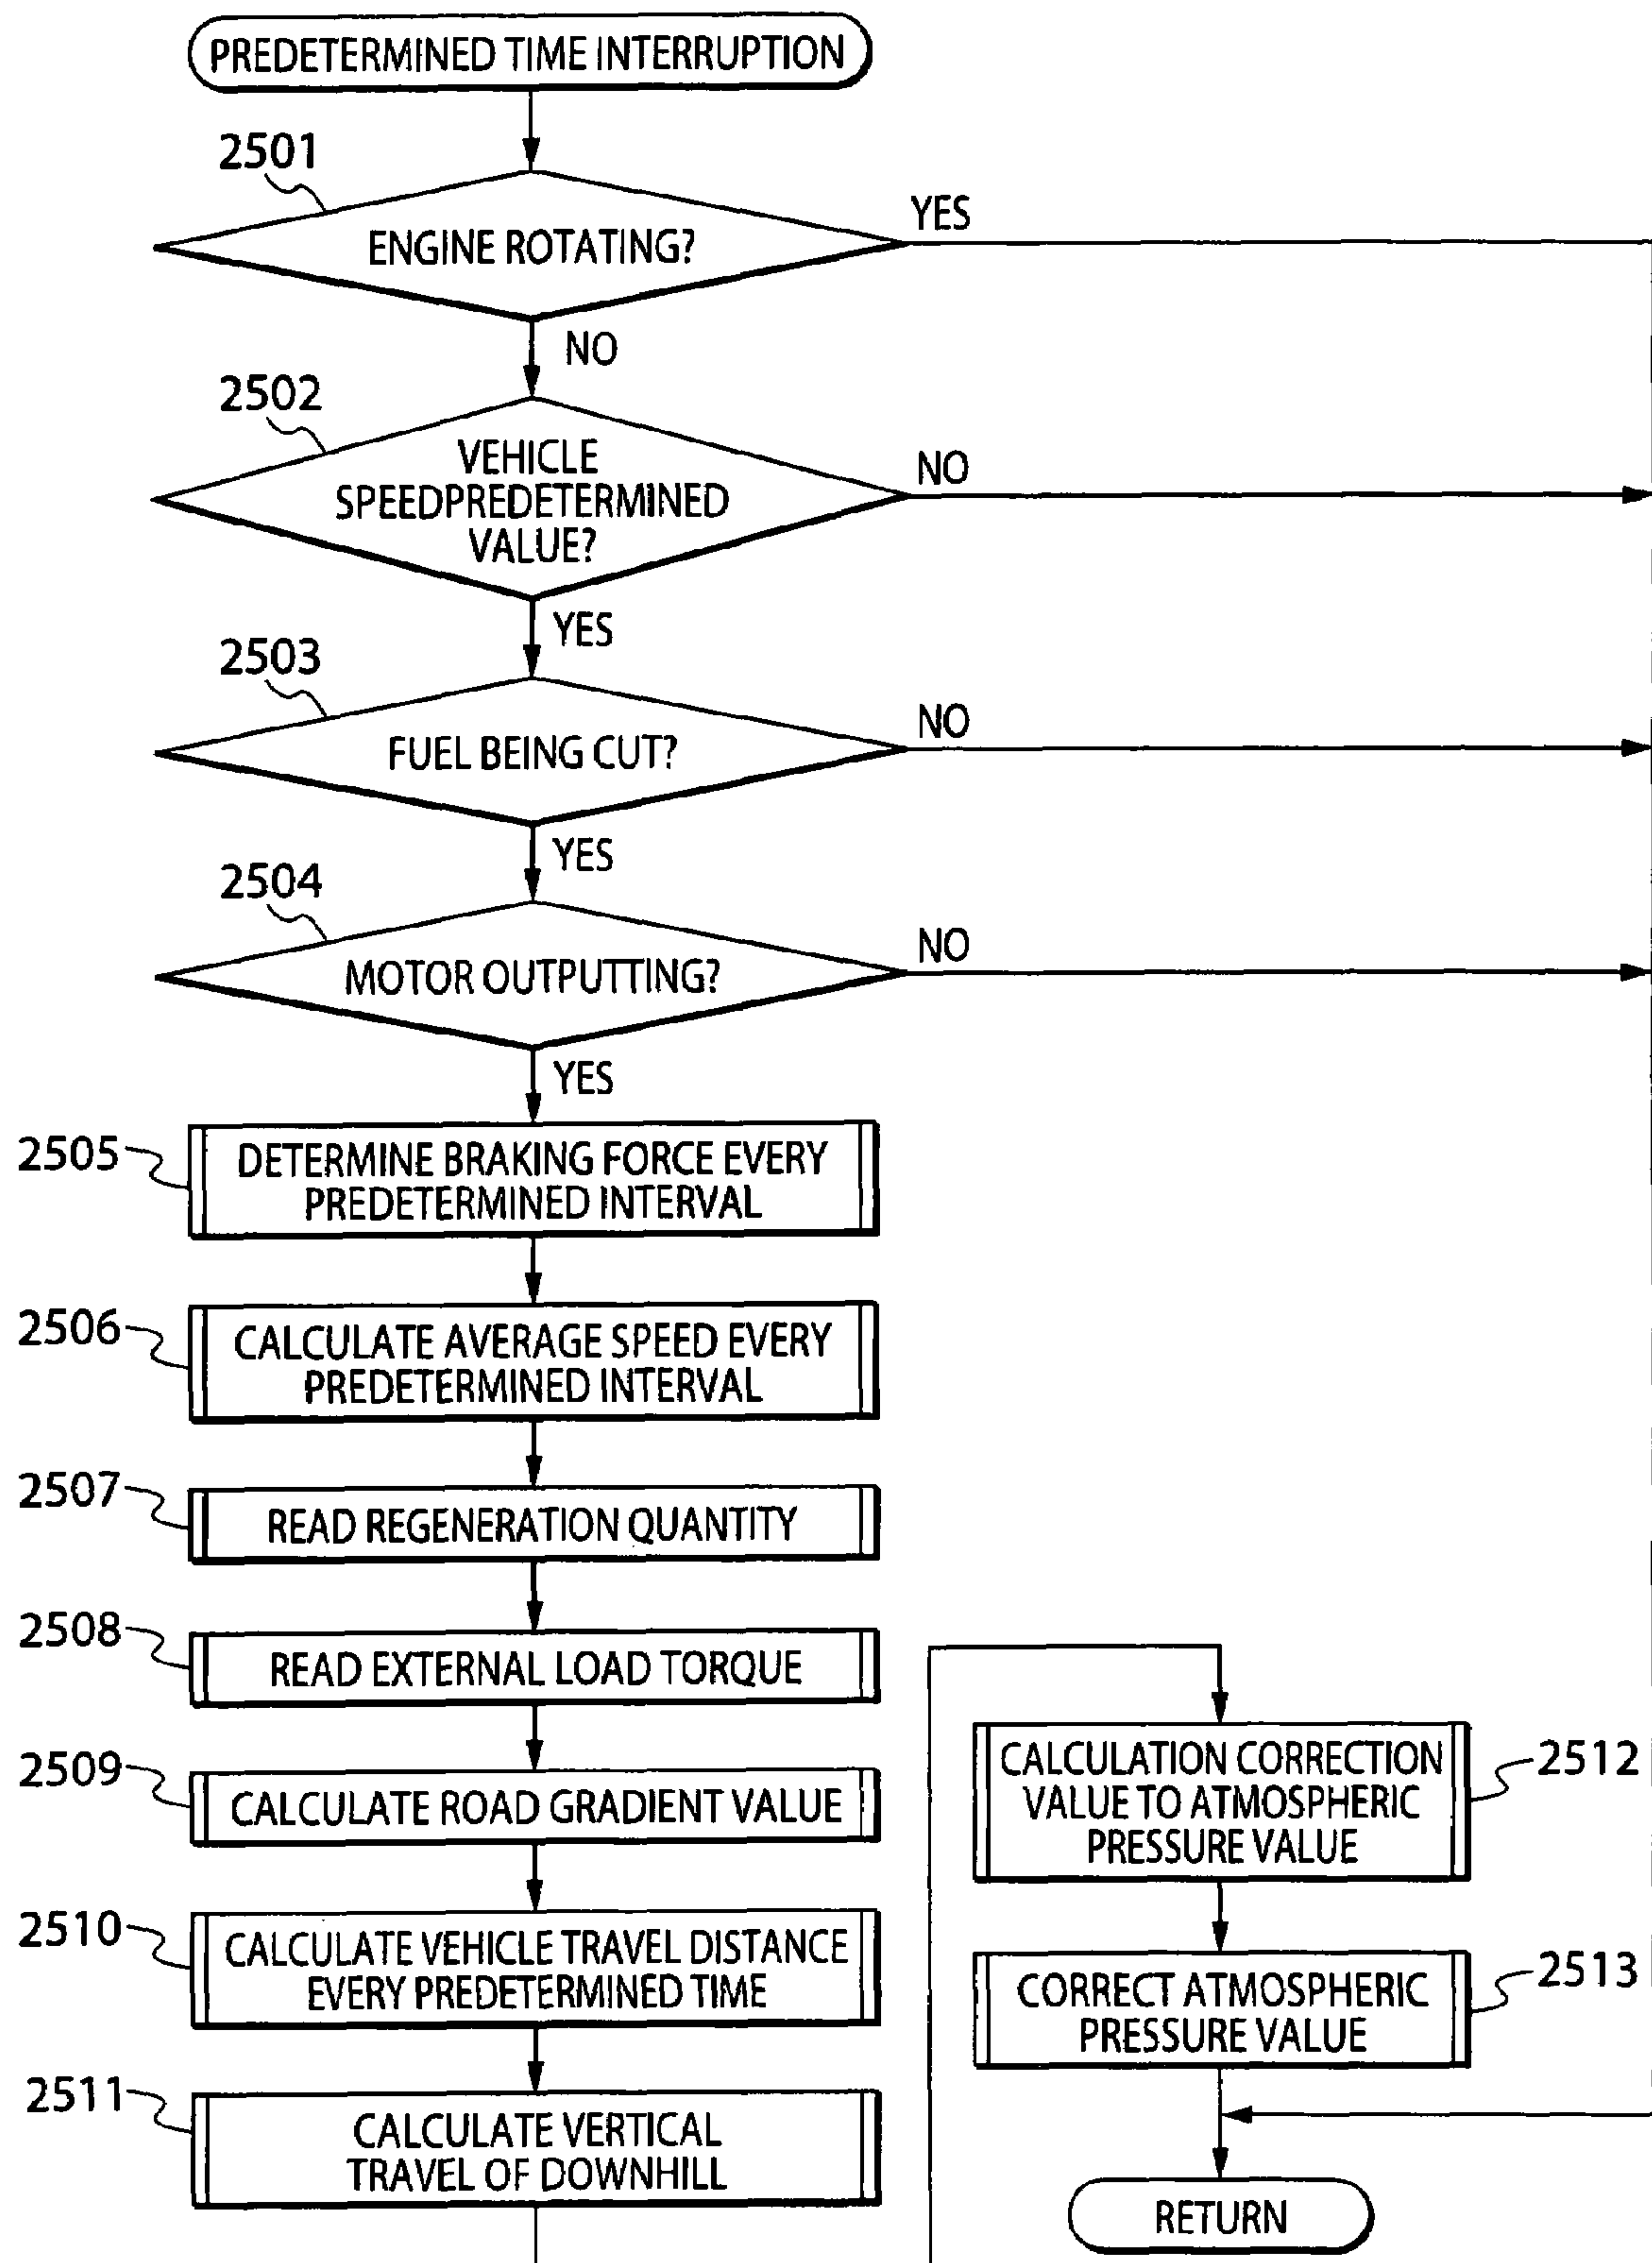 PREDETERMINED TIME INTERRUPTION
2501
ENGINE ROTATING?
YES
NO
2502
VEHICLE
SPEEDPREDETERMINED
VALUE?
NO
YES
2503
FUEL BEING CUT?
NO
YES
2504
MOTOR OUTPUTTING?
NO
YES
2505
DETERMINE BRAKING FORCE EVERY
PREDETERMINED INTERVAL
2506
CALCULATE AVERAGE SPEED EVERY
PREDETERMINED INTERVAL
2507
READ REGENERATION QUANTITY
2508
READ EXTERNAL LOAD TORQUE
2509
CALCULATE ROAD GRADIENT VALUE
2510
CALCULATE VEHICLE TRAVEL DISTANCE
EVERY PREDETERMINED TIME
2511
CALCULATE VERTICAL
TRAVEL OF DOWNHILL
CALCULATION CORRECTION
VALUE TO ATMOSPHERIC
PRESSURE VALUE
2512
CORRECT ATMOSPHERIC
PRESSURE VALUE
2513
RETURN